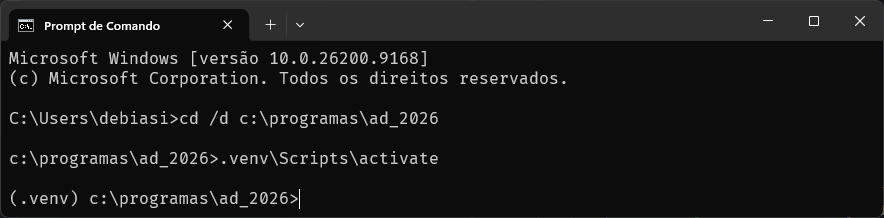 Prompt de Comando
Microsoft Windows [versão 10.0.26200.9168]
(c) Microsoft Corporation. Todos os direitos reservados.
C:\Users\debiasi>cd /d c:\programas\ad_2026
c:\programas\ad_2026>.venv\Scripts\activate
(.venv) c:\programas\ad_2026>